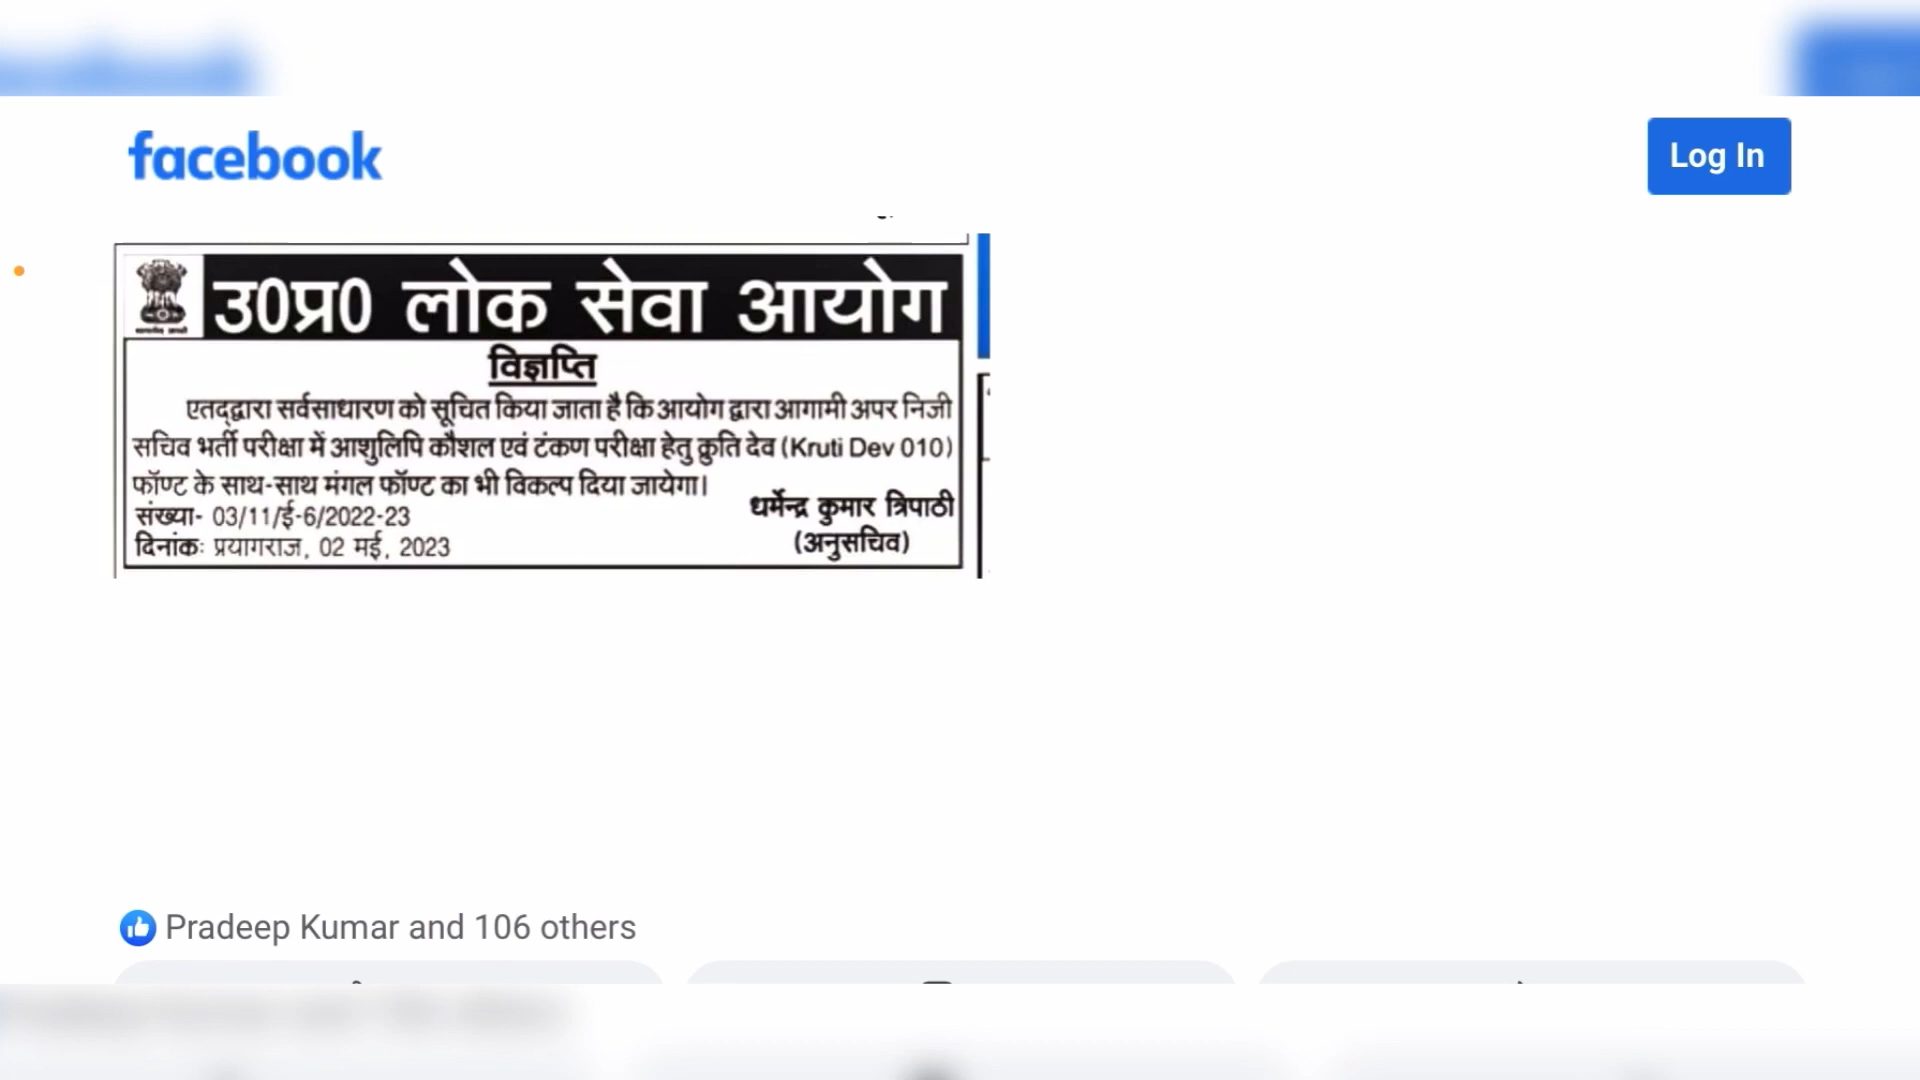 facebook
Log In
उ0प्र0 लोक सेवा आयोग
विज्ञप्ति
एतद्द्वारा सर्वसाधारण को सूचित किया जाता है कि आयोग द्वारा आगामी अपर निजी
सचिव भर्ती परीक्षा में आशुलिपि कौशल एवं टंकण परीक्षा हेतु क्रुति देव (Kruti Dev 010)
फॉण्ट के साथ-साथ मंगल फॉण्ट का भी विकल्प दिया जायेगा।
संख्या- 03/11/ई-6/2022-23
दिनांकः प्रयागराज, 02 मई, 2023
धर्मेन्द्र कुमार त्रिपाठी
(अनुसचिव)
Pradeep Kumar and 106 others